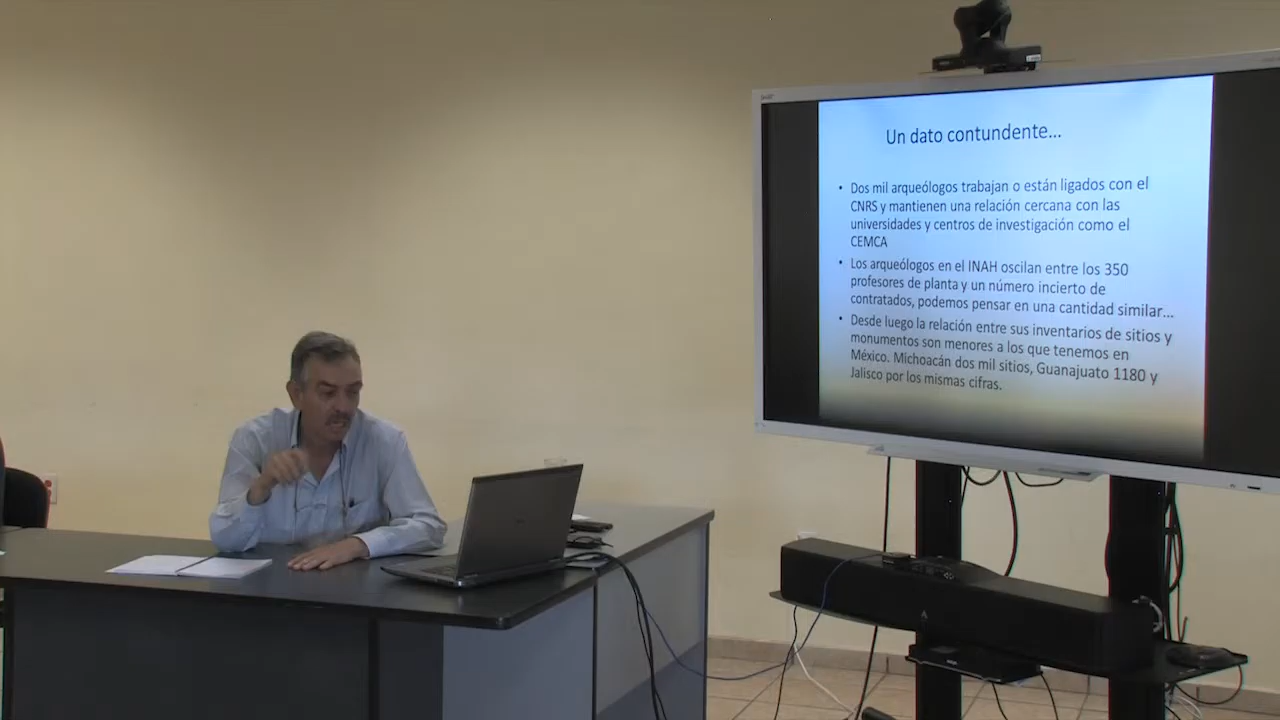 Un dato contundente...
• Dos mil arqueólogos trabajan o están ligados con el
CNRS y mantienen una relación cercana con las
universidades y centros de investigación como el
CEMCA
• Los arqueólogos en el INAH oscilan entre los 350
profesores de planta y un número incierto de
contratados, podemos pensar en una cantidad similar...
• Desde luego la relación entre sus inventarios de sitios y
monumentos son menores a los que tenemos en
México. Michoacán dos mil sitios, Guanajuato 1180 y
Jalisco por los mismas cifras.